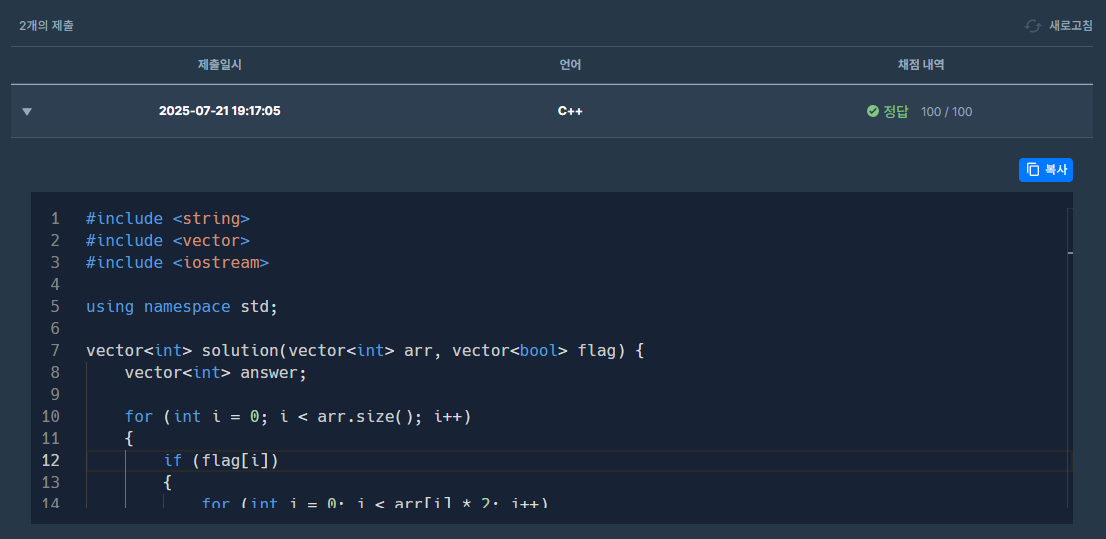 2개의 제출 새로고침
제출일시 언어 채점 내역
2025-07-21 19:17:05 C++ 정답 100 / 100
복사
1 #include <string>
2 #include <vector>
3 #include <iostream>
4
5 using namespace std;
6
7 vector<int> solution(vector<int> arr, vector<bool> flag) {
8 vector<int> answer;
9
10 for (int i = 0; i < arr.size(); i++)
11 {
12 if (flag[i])
13 {
14 for (int j = 0; j < arr[i] * 2; j++)